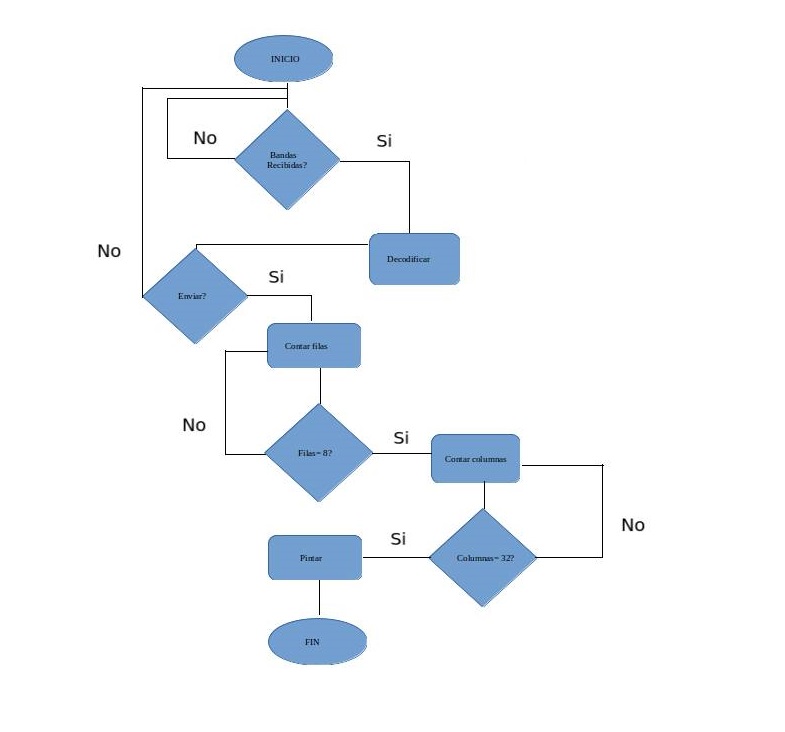 INICIO
No
Si
Bandas
Recibidas?
No
Decodificar
Si
Enviar?
Contar filas
No
Si
Filas= 8?
Contar columnas
No
Si
Pintar
Columnas= 32?
FIN